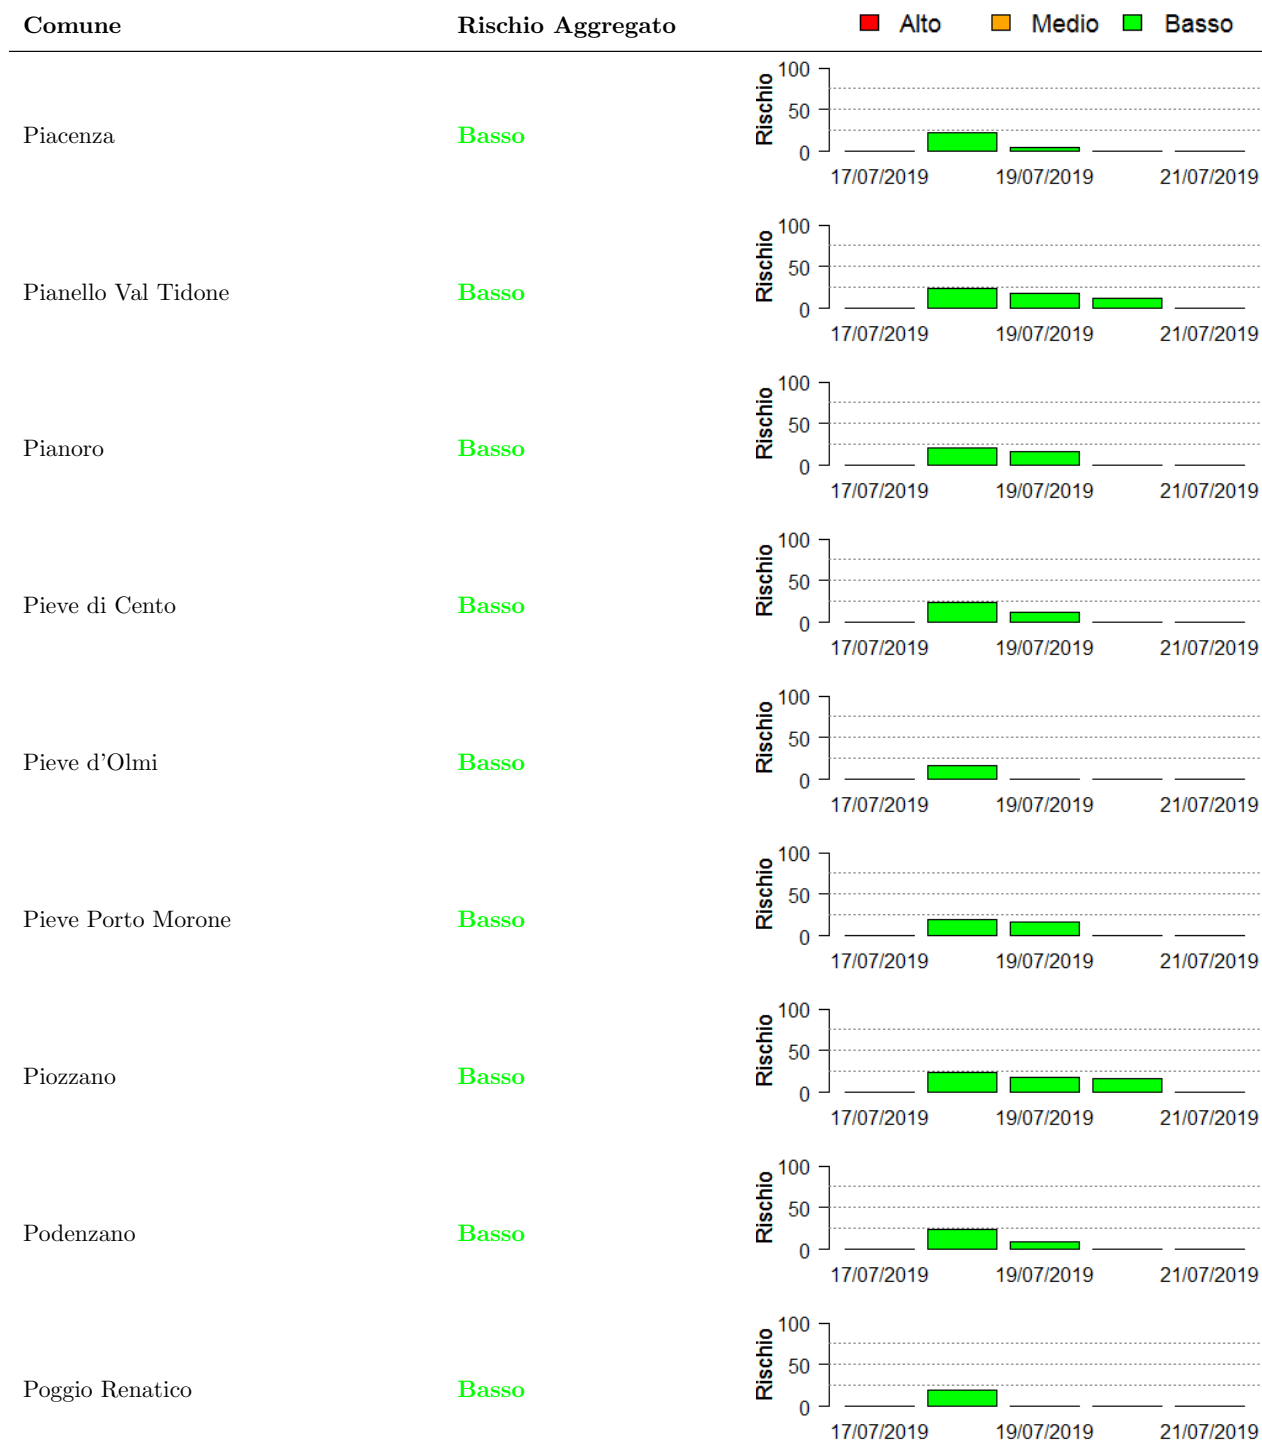 Comune Rischio Aggregato Alto Medio Basso
100
50
0
Rischio
Piacenza Basso
17/07/2019 19/07/2019 21/07/2019
100
50
0
Rischio
Pianello Val Tidone Basso
17/07/2019 19/07/2019 21/07/2019
100
50
0
Rischio
Pianoro Basso
17/07/2019 19/07/2019 21/07/2019
100
50
0
Rischio
Pieve di Cento Basso
17/07/2019 19/07/2019 21/07/2019
100
50
0
Rischio
Pieve d'Olmi Basso
17/07/2019 19/07/2019 21/07/2019
100
50
0
Rischio
Pieve Porto Morone Basso
17/07/2019 19/07/2019 21/07/2019
100
50
0
Rischio
Piozzano Basso
17/07/2019 19/07/2019 21/07/2019
100
50
0
Rischio
Podenzano Basso
17/07/2019 19/07/2019 21/07/2019
100
50
0
Rischio
Poggio Renatico Basso
17/07/2019 19/07/2019 21/07/2019